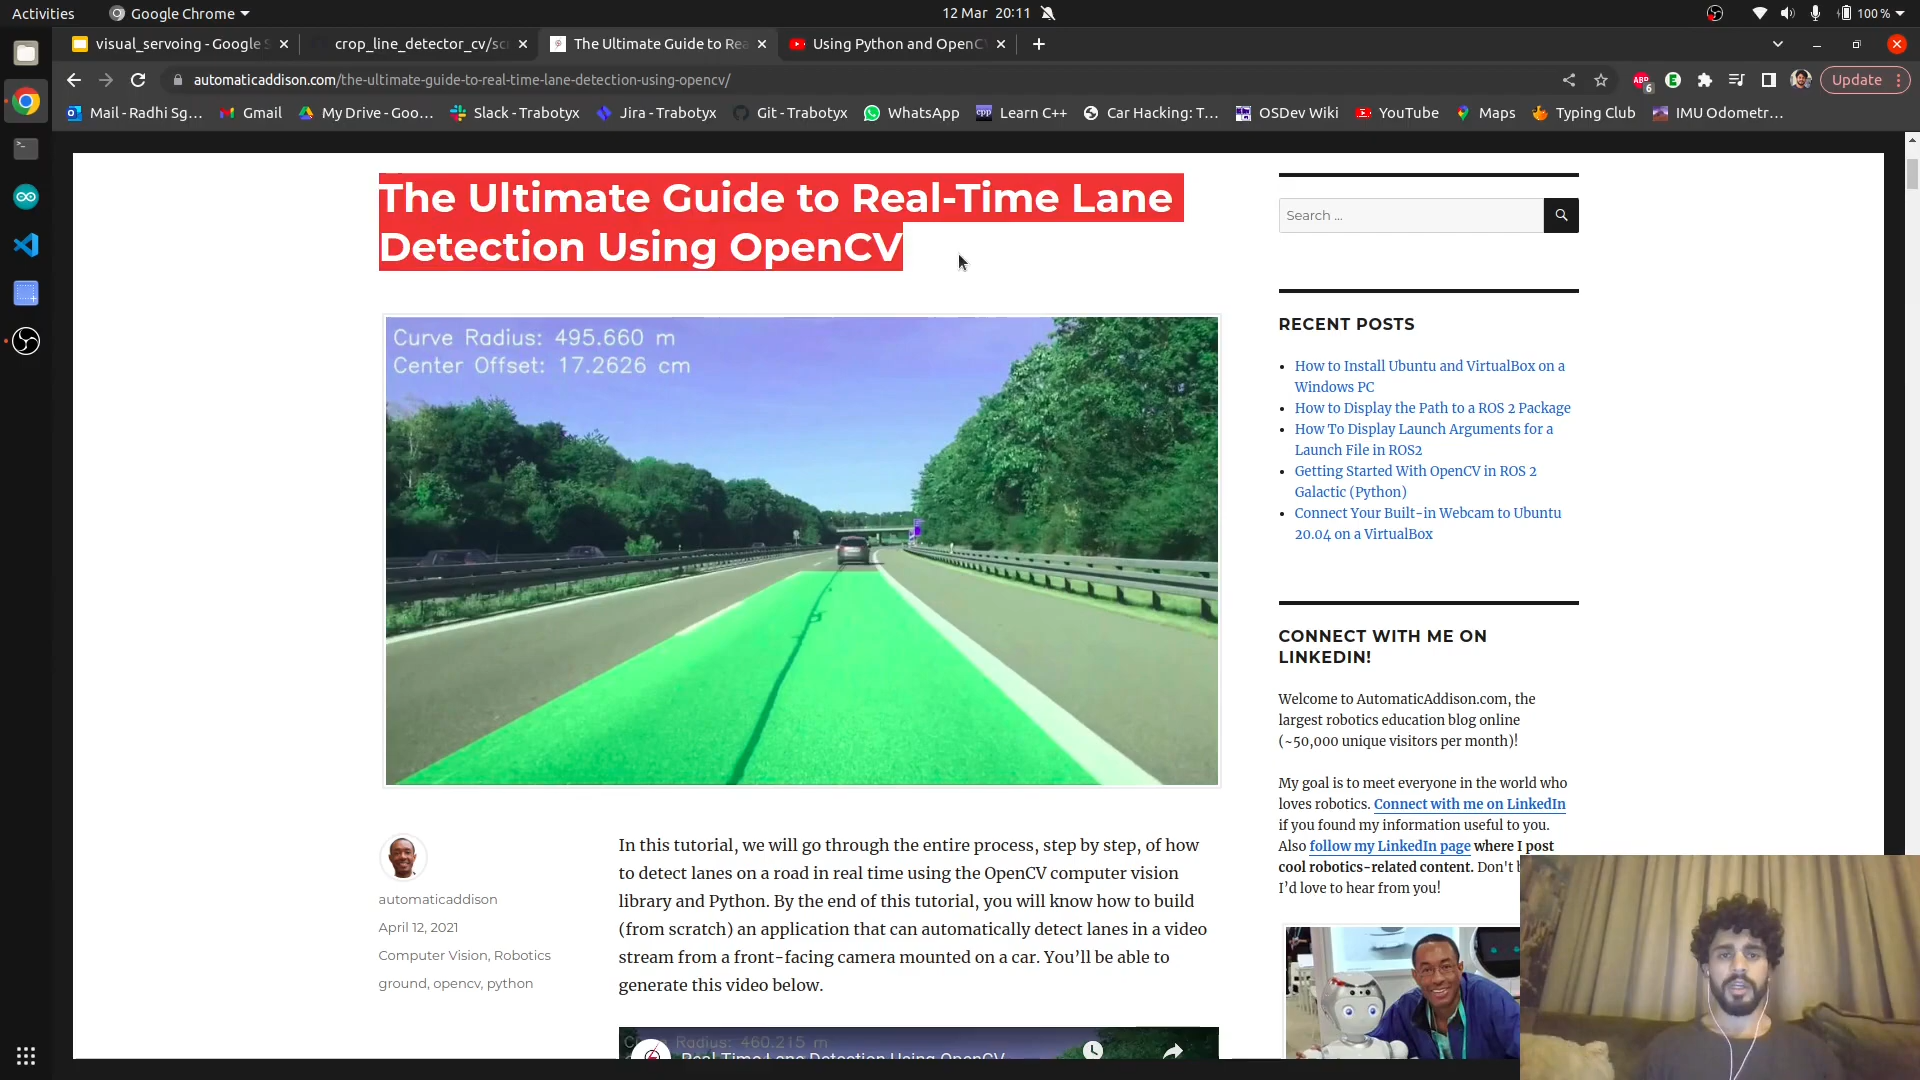 Activities
Google Chrome
12 Mar 20:11
100 %
visual_servoing - Google S
crop_line_detector_cv/scr
The Ultimate Guide to Rea
Using Python and OpenC
automaticaddison.com/the-ultimate-guide-to-real-time-lane-detection-using-opencv/
ABP
6
Update
Mail - Radhi Sg...
Gmail
My Drive - Goo...
Slack - Trabotyx
Jira - Trabotyx
Git - Trabotyx
WhatsApp
Learn C++
Car Hacking: T...
OSDev Wiki
YouTube
Maps
Typing Club
IMU Odometr...
The Ultimate Guide to Real-Time Lane
Detection Using OpenCV
Curve Radius: 495.660 m
Center Offset: 17.2626 cm
automaticaddison
April 12, 2021
Computer Vision, Robotics
ground, opencv, python
In this tutorial, we will go through the entire process, step by step, of how
to detect lanes on a road in real time using the OpenCV computer vision
library and Python. By the end of this tutorial, you will know how to build
(from scratch) an application that can automatically detect lanes in a video
stream from a front-facing camera mounted on a car. You’ll be able to
generate this video below.
Curve Radius: 460.215 m
Real-Time Lane Detection Using OpenCV
Search ...
RECENT POSTS
How to Install Ubuntu and VirtualBox on a
Windows PC
How to Display the Path to a ROS 2 Package
How To Display Launch Arguments for a
Launch File in ROS2
Getting Started With OpenCV in ROS 2
Galactic (Python)
Connect Your Built-in Webcam to Ubuntu
20.04 on a VirtualBox
CONNECT WITH ME ON
LINKEDIN!
Welcome to AutomaticAddison.com, the
largest robotics education blog online
(~50,000 unique visitors per month)!
My goal is to meet everyone in the world who
loves robotics. Connect with me on LinkedIn
if you found my information useful to you.
Also follow my LinkedIn page where I post
cool robotics-related content. Don't
I’d love to hear from you!